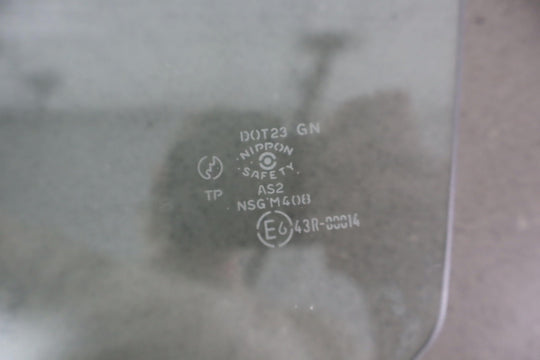 DOT23 GN
NIPPON
SAFETY
TP
AS2
NSG M408
E6 43R-00014